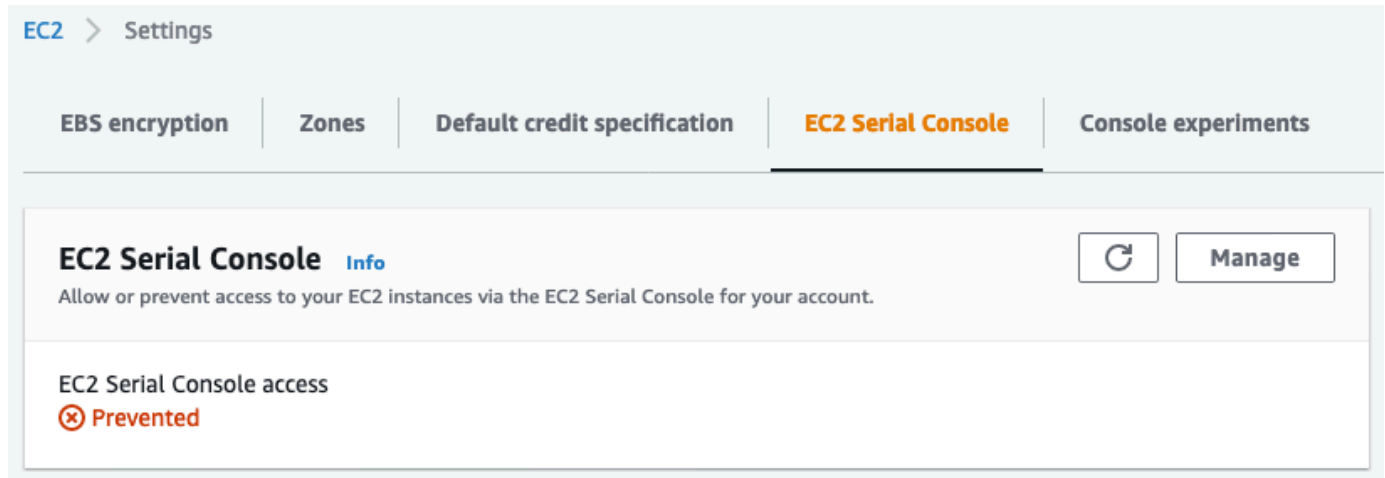 EC2 > Settings
EBS encryption Zones Default credit specification EC2 Serial Console Console experiments
EC2 Serial Console Info
Manage
Allow or prevent access to your EC2 instances via the EC2 Serial Console for your account.
EC2 Serial Console access
Prevented